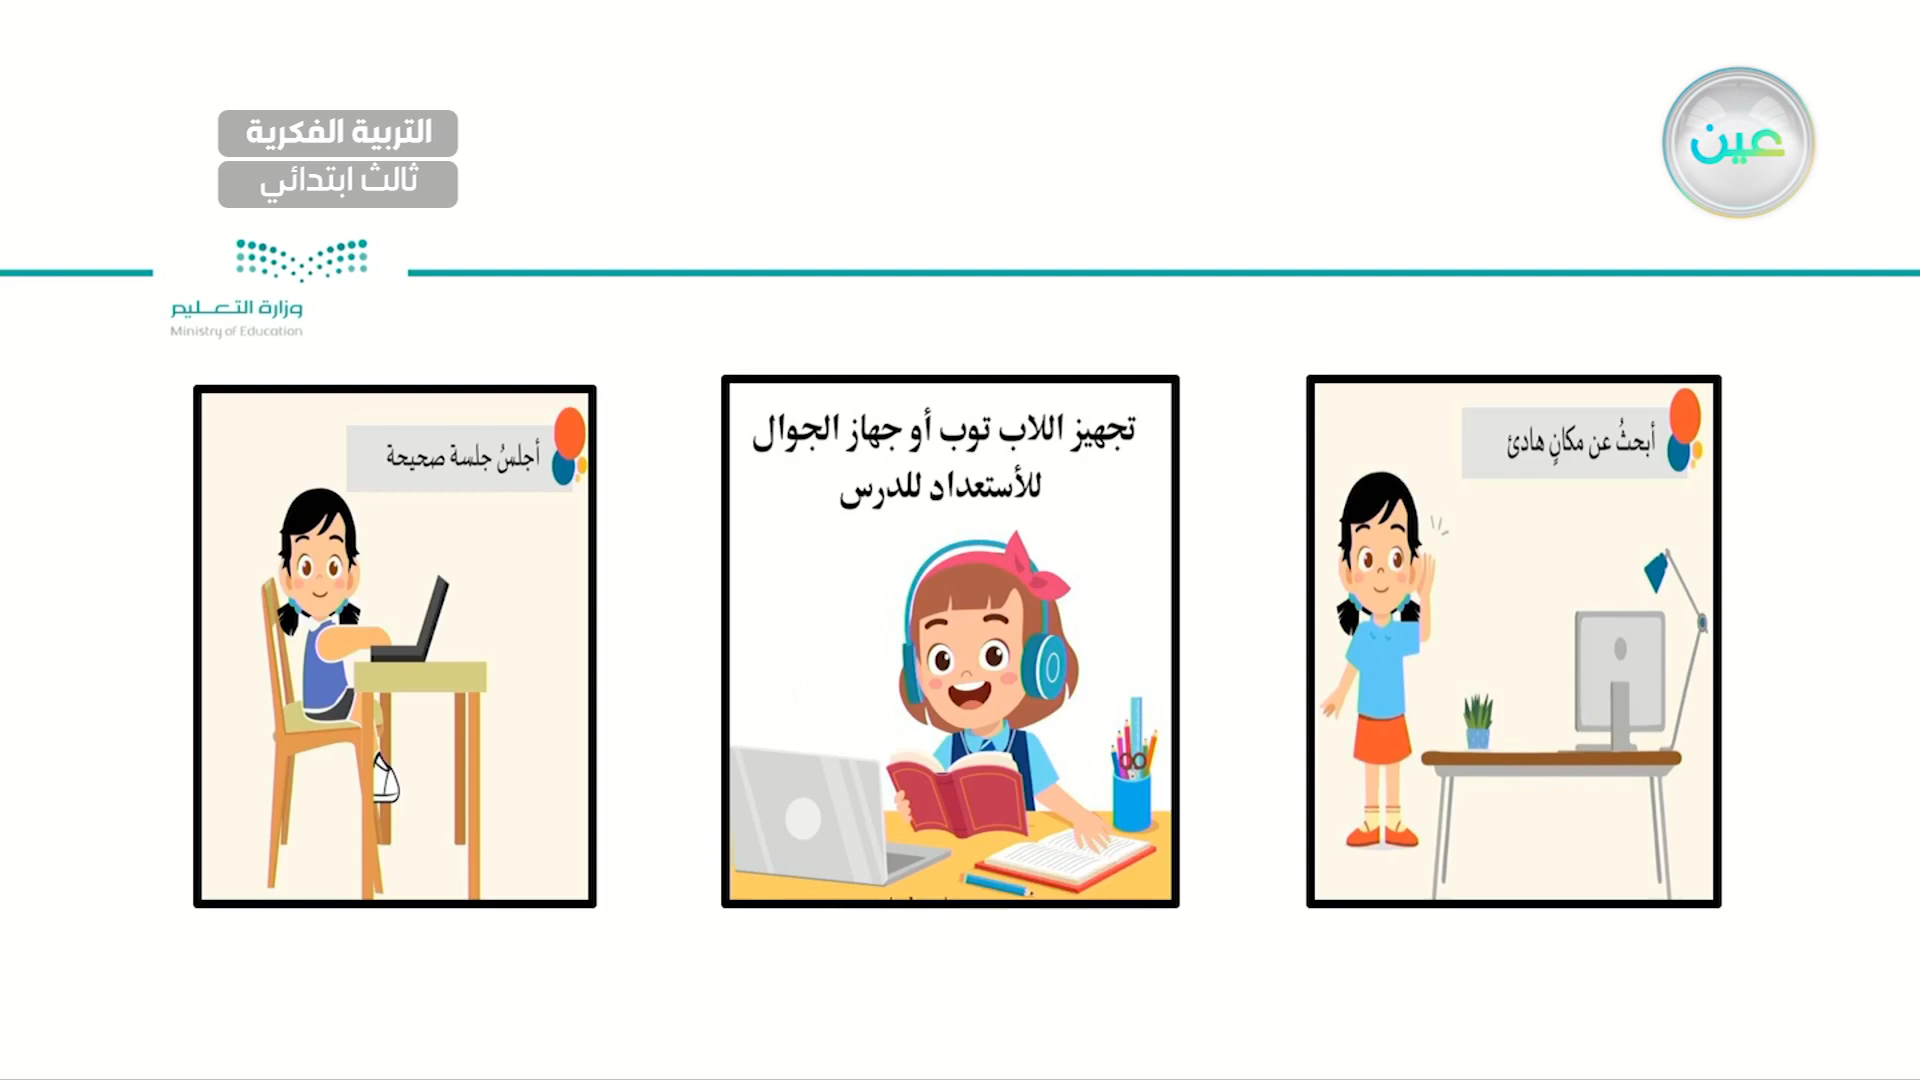 التربية الفكرية
ثالث ابتدائي
عين
وزارة التعليم
Ministry of Education
أبحثُ عن مكانٍ هادئ
تجهيز اللاب توب أو جهاز الجوال
للأستعداد للدرس
أجلسُ جلسة صحيحة